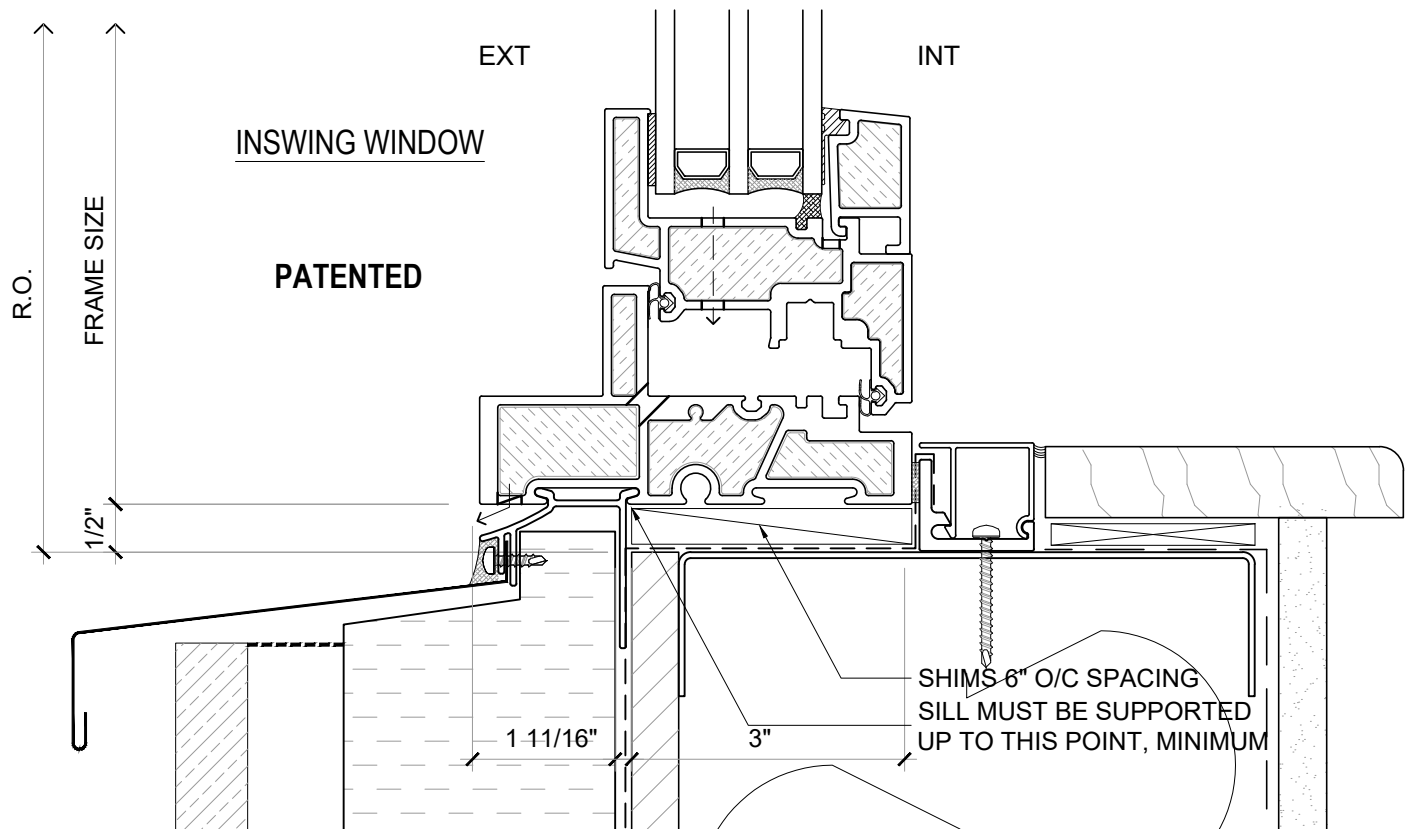 EXT
INT
INSWING WINDOW
PATENTED
R.O.
FRAME SIZE
1/2"
SHIMS 6" O/C SPACING
SILL MUST BE SUPPORTED
UP TO THIS POINT, MINIMUM
1 11/16"
3"